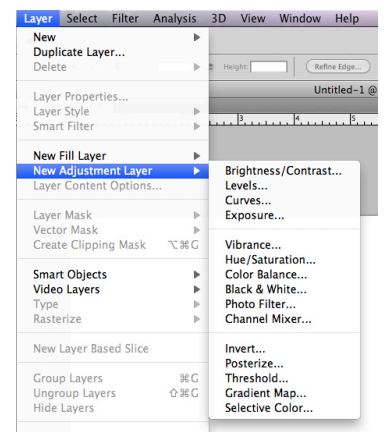 Layer Select Filter Analysis 3D View Window Help
New
Duplicate Layer...
Delete
Height:
Refine Edge...
Untitled-1 @
Layer Properties...
Layer Style
Smart Filter
3 4 5
New Fill Layer
New Adjustment Layer
Layer Content Options...
Layer Mask
Vector Mask
Create Clipping Mask ⌥⌘G
Smart Objects
Video Layers
Type
Rasterize
New Layer Based Slice
Group Layers ⌘G
Ungroup Layers ⇧⌘G
Hide Layers
Brightness/Contrast...
Levels...
Curves...
Exposure...
Vibrance...
Hue/Saturation...
Color Balance...
Black & White...
Photo Filter...
Channel Mixer...
Invert...
Posterize...
Threshold...
Gradient Map...
Selective Color...